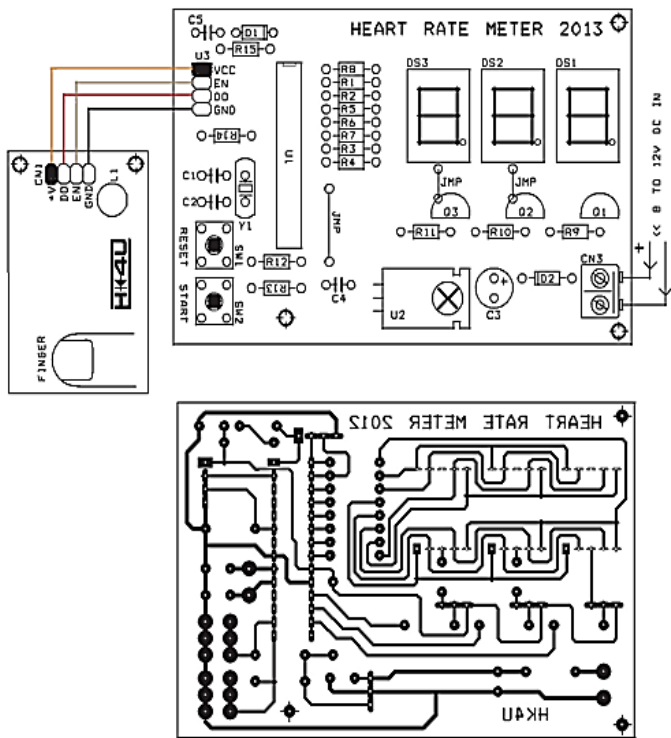 HEART RATE METER 2013
C5
D1
R15
U3
VCC
EN
DO
GND
R14
C1
C2
Y1
U1
R8
R1
R2
R5
R6
R7
R3
R4
DS3
DS2
DS1
JMP
JMP
JMP
Q3
Q2
Q1
R11
R10
R9
<< 8 TO 12V DC IN
+
CN3
RESET
SW1
START
SW2
R12
R13
C4
U2
+
C3
D2
CN1
+V
DO
EN
GND
L1
HK4U
FINGER
HEART RATE METER 2012
HK4U